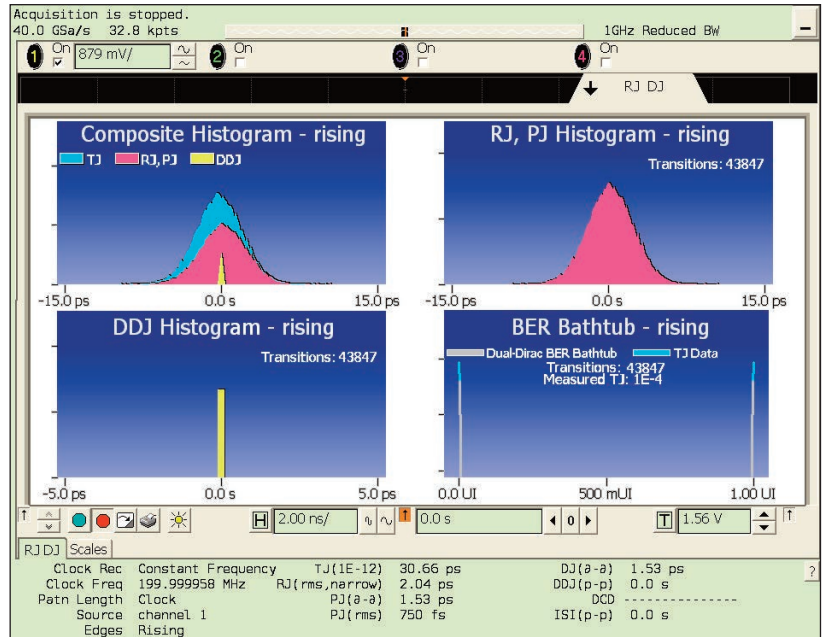 Acquisition is stopped.
40.0 GSa/s 32.8 kpts 1GHz Reduced BW
1 On 879 mV/ 2 On 3 On 4 On
RJ DJ
Composite Histogram - rising
TJ RJ,PJ DDJ
-15.0 ps 0.0 s 15.0 ps
RJ, PJ Histogram - rising
Transitions: 43847
-15.0 ps 0.0 s 15.0 ps
DDJ Histogram - rising
Transitions: 43847
-5.0 ps 0.0 s 5.0 ps
BER Bathtub - rising
Dual-Dirac BER Bathtub TJ Data
Transitions: 43847
Measured TJ: 1E-4
0.0 UI 500 mUI 1.00 UI
H 2.00 ns/ 0.0 s 0 T 1.56 V
RJDJ Scales
Clock Rec Constant Frequency TJ(1E-12) 30.66 ps DJ(∂-∂) 1.53 ps ?
Clock Freq 199.999958 MHz RJ(rms,narrow) 2.04 ps DDJ(p-p) 0.0 s
Patn Length Clock PJ(∂-∂) 1.53 ps DCD --------------
Source channel 1 PJ(rms) 750 fs ISI(p-p) 0.0 s
Edges Rising